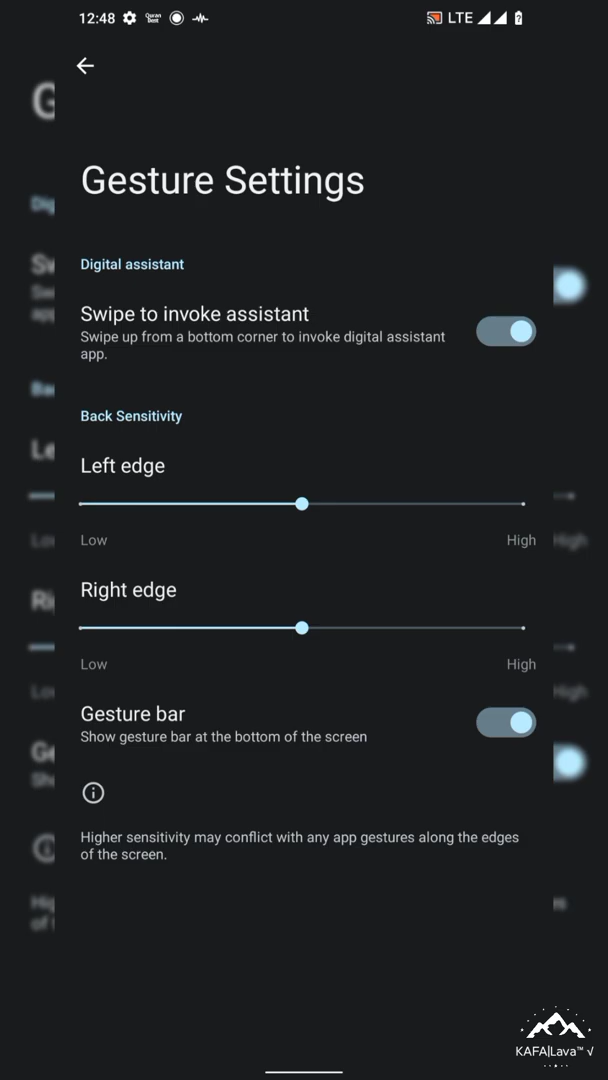 12:48
LTE
Gesture Settings
Digital assistant
Swipe to invoke assistant
Swipe up from a bottom corner to invoke digital assistant
app.
Back Sensitivity
Left edge
Low High
Right edge
Low High
Gesture bar
Show gesture bar at the bottom of the screen
Higher sensitivity may conflict with any app gestures along the edges
of the screen.
KAFA|Lava™ √